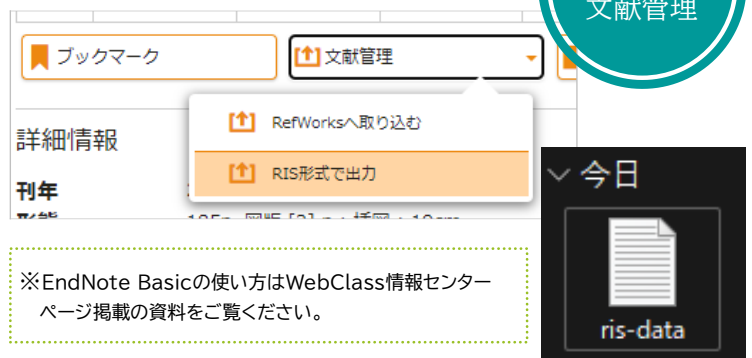 文献管理
ブックマーク
文献管理
RefWorksへ取り込む
RIS形式で出力
詳細情報
刊年
今日
ris-data
※EndNote Basicの使い方はWebClass情報センター
ページ掲載の資料をご覧ください。